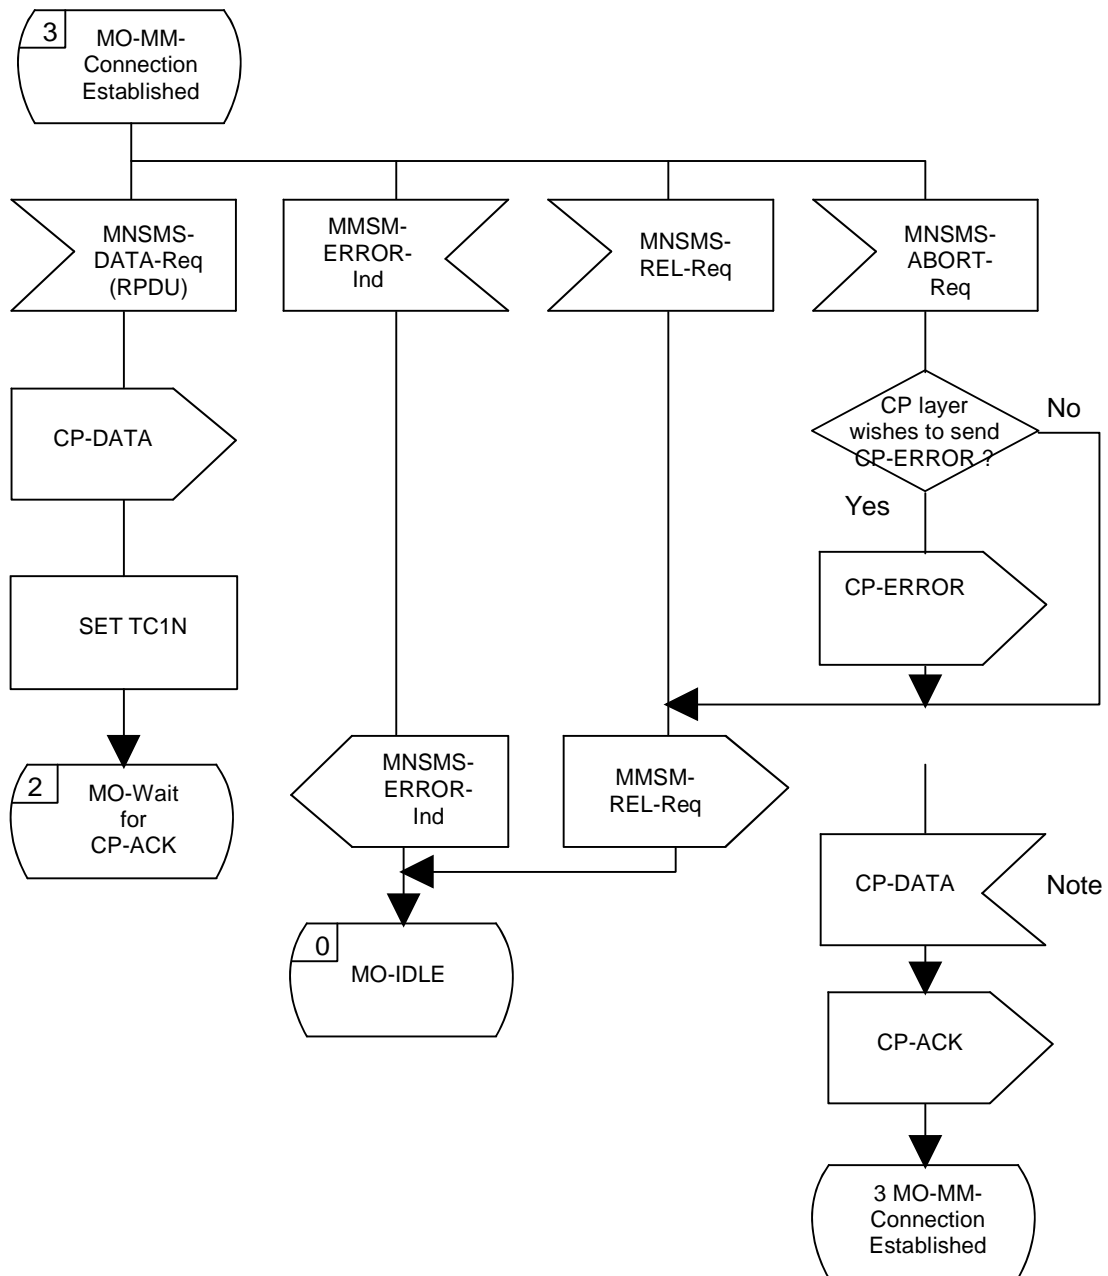 3
MO-MM-
Connection
Established
MNSMS-
DATA-Req
(RPDU)
MMSM-
ERROR-
Ind
MNSMS-
REL-Req
MNSMS-
ABORT-
Req
CP-DATA
CP layer
wishes to send
CP-ERROR ?
No
Yes
SET TC1N
CP-ERROR
2
MO-Wait
for
CP-ACK
MNSMS-
ERROR-
Ind
MMSM-
REL-Req
CP-DATA
Note
0
MO-IDLE
CP-ACK
3 MO-MM-
Connection
Established